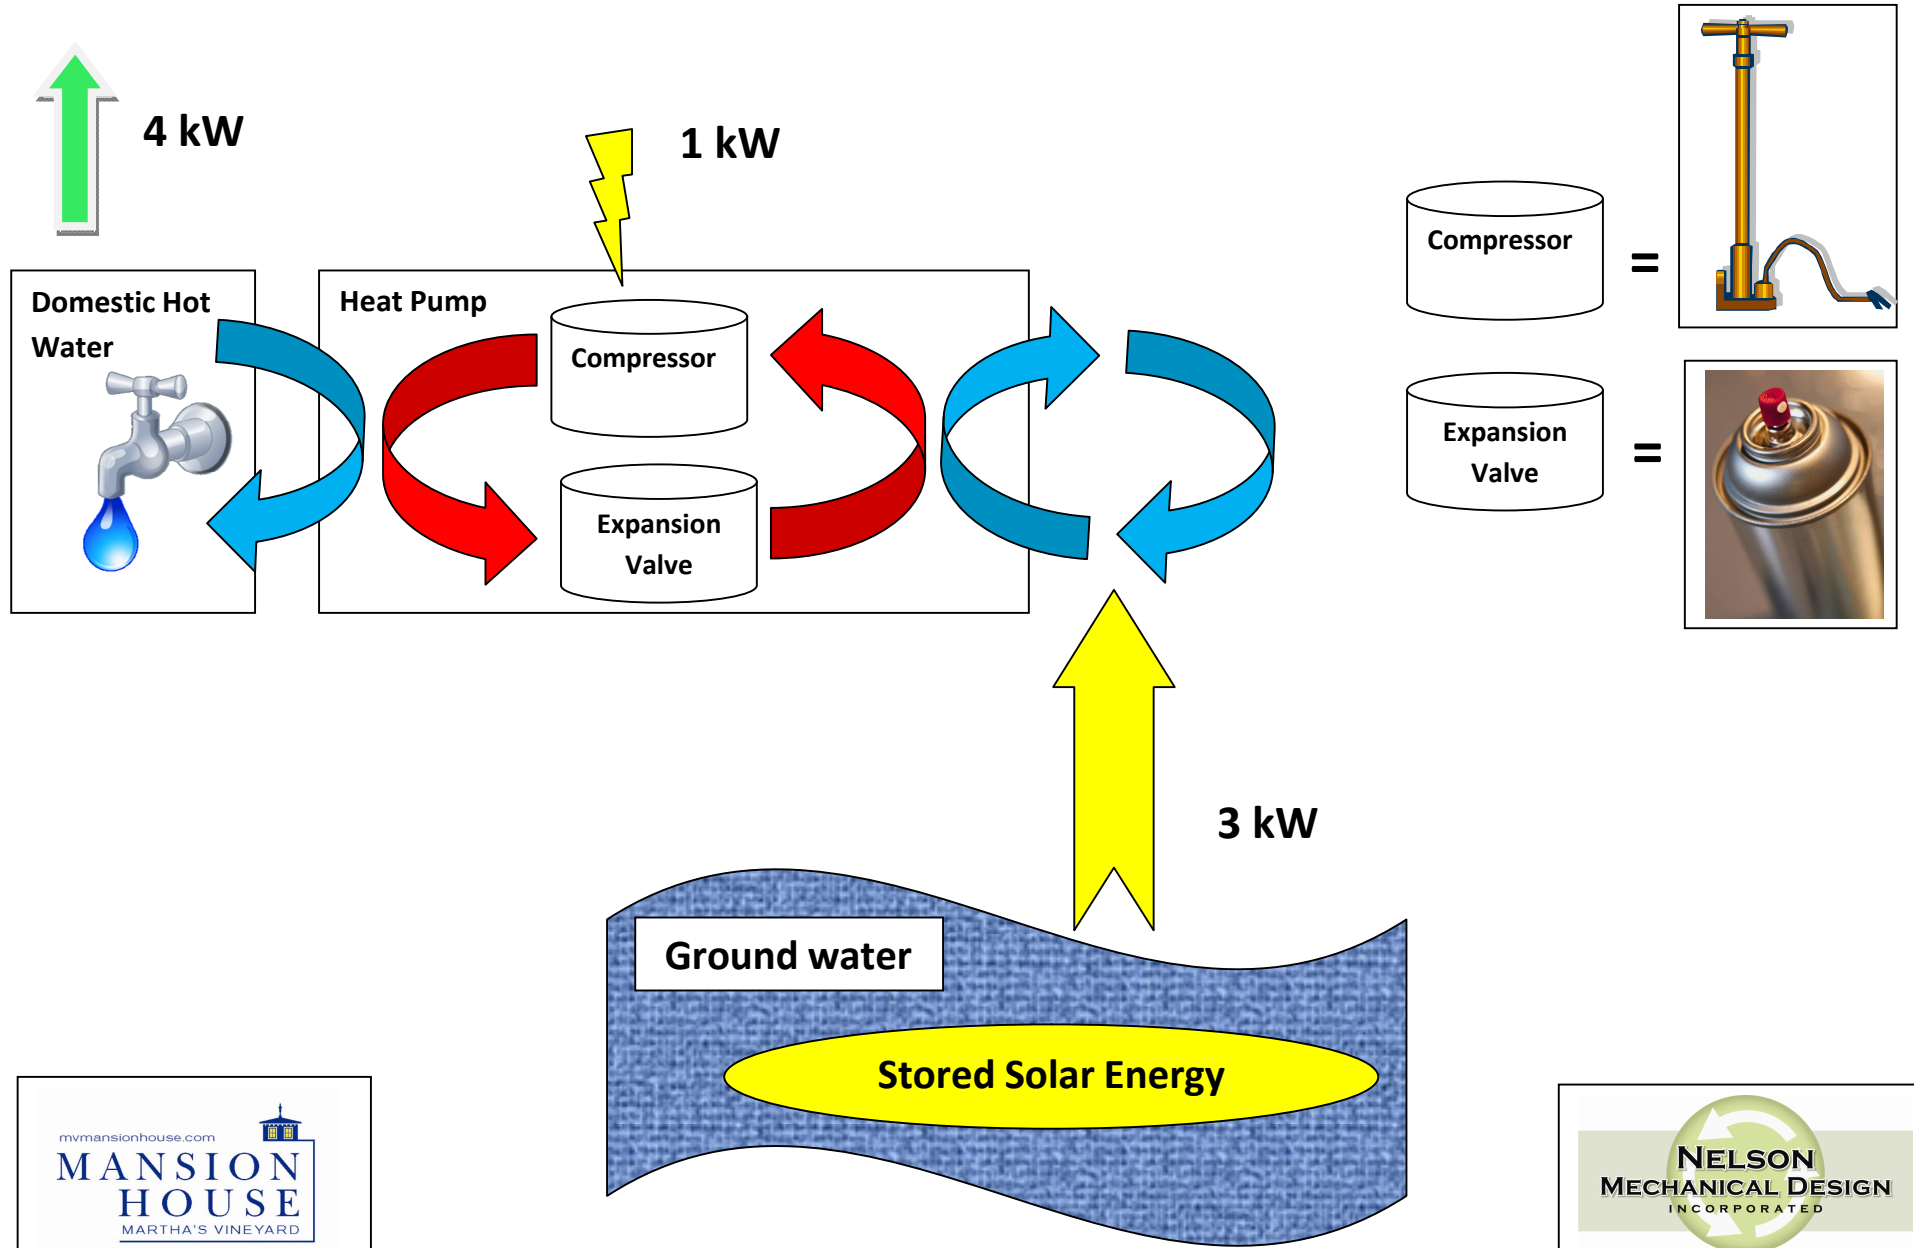 4 kW
1 kW
Compressor
=
Domestic Hot
Water
Heat Pump
Compressor
Expansion
Valve
Expansion
Valve
=
3 kW
Ground water
Stored Solar Energy
mvmansionhouse.com
MANSION
HOUSE
MARTHA'S VINEYARD
NELSON
MECHANICAL DESIGN
INCORPORATED